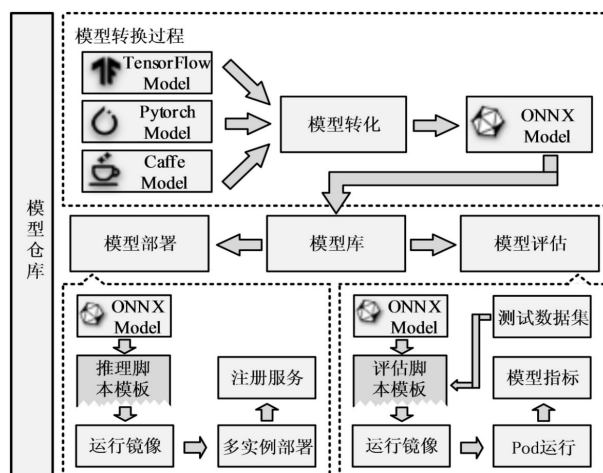 模型仓库
模型转换过程
TensorFlow
Model
Pytorch
Model
Caffe
Model
模型转化
ONNX
Model
模型部署
模型库
模型评估
ONNX
Model
推理脚
本模板
运行镜像
多实例部署
注册服务
ONNX
Model
测试数据集
评估脚
本模板
模型指标
运行镜像
Pod运行